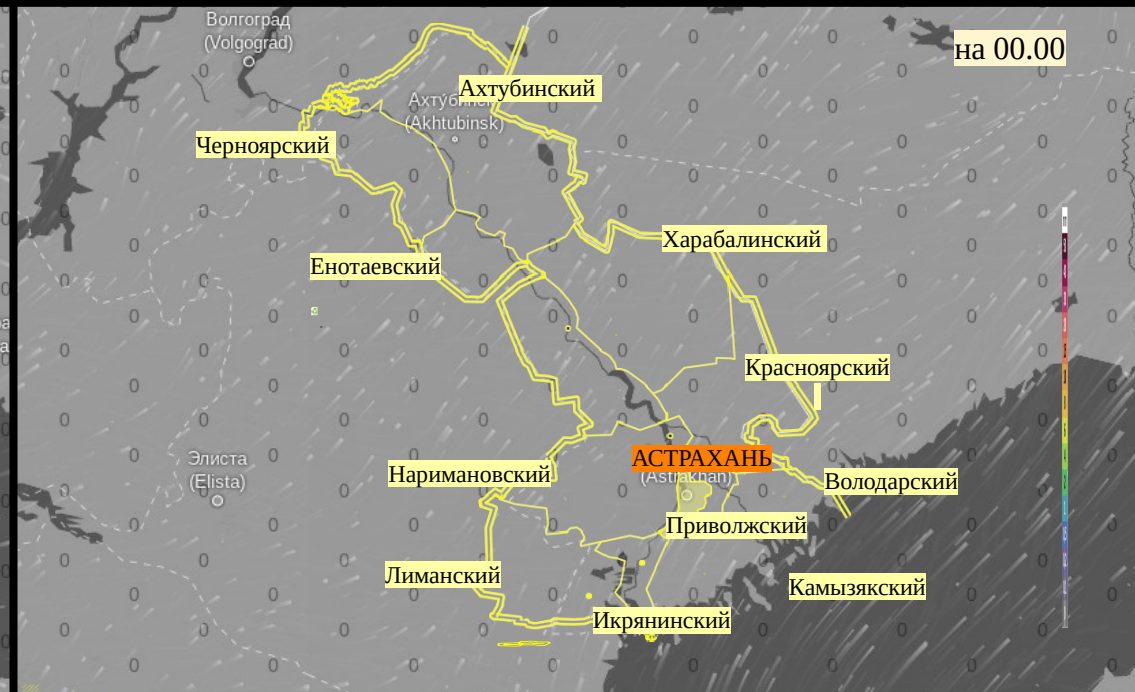 Волгоград
(Volgograd)
на 00.00
Ахтубинский
(Akhtubinsk)
Черноярский
Харабалинский
Енотаевский
Красноярский
Элиста
(Elista)
АСТРАХАНЬ
(Astrakhan)
Наримановский
Володарский
Приволжский
Лиманский
Камызякский
Икрянинский